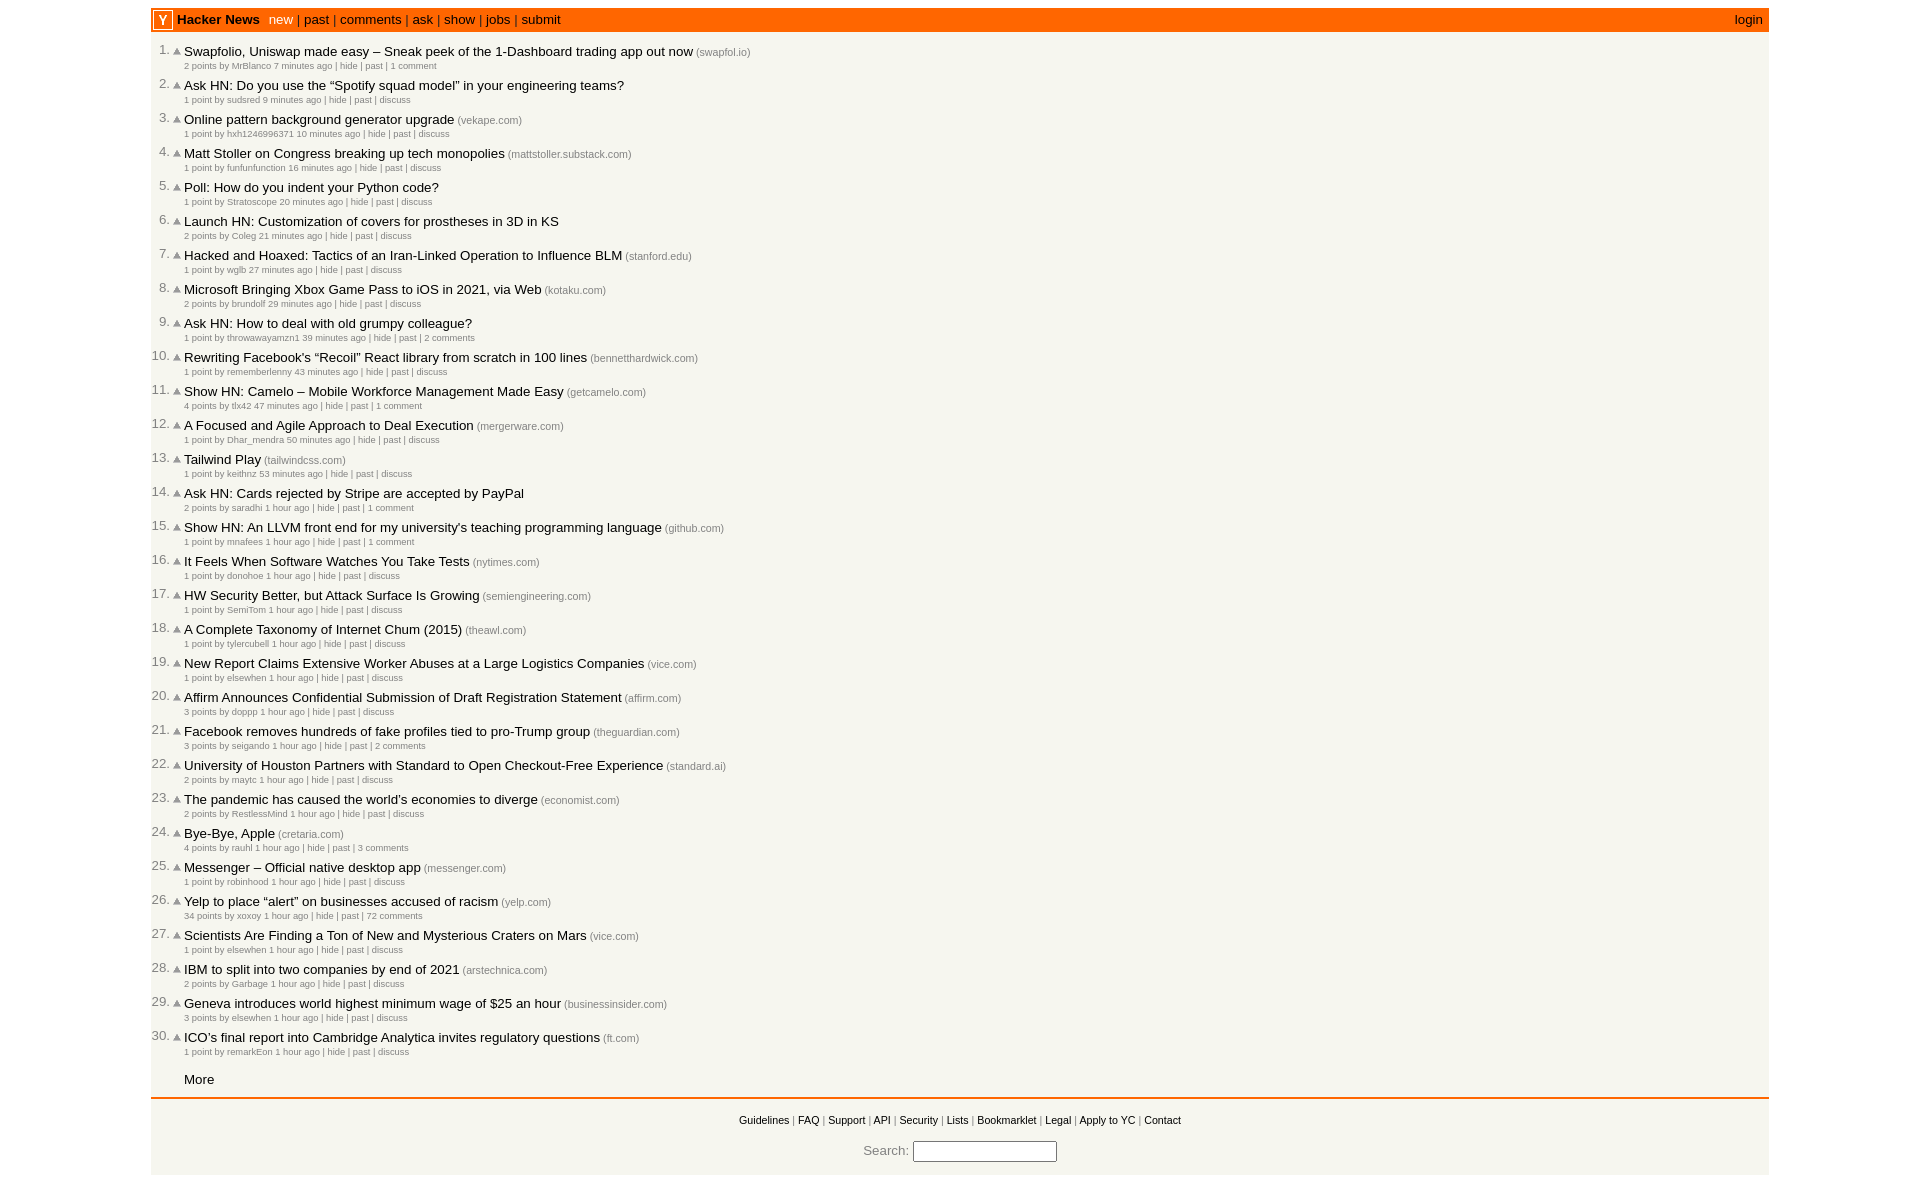 Y Hacker News new | past | comments | ask | show | jobs | submit login
1. Swapfolio, Uniswap made easy – Sneak peek of the 1-Dashboard trading app out now (swapfol.io)
2 points by MrBlanco 7 minutes ago | hide | past | 1 comment
2. Ask HN: Do you use the “Spotify squad model” in your engineering teams?
1 point by sudsred 9 minutes ago | hide | past | discuss
3. Online pattern background generator upgrade (vekape.com)
1 point by hxh1246996371 10 minutes ago | hide | past | discuss
4. Matt Stoller on Congress breaking up tech monopolies (mattstoller.substack.com)
1 point by funfunfunction 16 minutes ago | hide | past | discuss
5. Poll: How do you indent your Python code?
1 point by Stratoscope 20 minutes ago | hide | past | discuss
6. Launch HN: Customization of covers for prostheses in 3D in KS
2 points by Coleg 21 minutes ago | hide | past | discuss
7. Hacked and Hoaxed: Tactics of an Iran-Linked Operation to Influence BLM (stanford.edu)
1 point by wglb 27 minutes ago | hide | past | discuss
8. Microsoft Bringing Xbox Game Pass to iOS in 2021, via Web (kotaku.com)
2 points by brundolf 29 minutes ago | hide | past | discuss
9. Ask HN: How to deal with old grumpy colleague?
1 point by throwawayamzn1 39 minutes ago | hide | past | 2 comments
10. Rewriting Facebook's “Recoil” React library from scratch in 100 lines (bennetthardwick.com)
1 point by rememberlenny 43 minutes ago | hide | past | discuss
11. Show HN: Camelo – Mobile Workforce Management Made Easy (getcamelo.com)
4 points by tlx42 47 minutes ago | hide | past | 1 comment
12. A Focused and Agile Approach to Deal Execution (mergerware.com)
1 point by Dhar_mendra 50 minutes ago | hide | past | discuss
13. Tailwind Play (tailwindcss.com)
1 point by keithnz 53 minutes ago | hide | past | discuss
14. Ask HN: Cards rejected by Stripe are accepted by PayPal
2 points by saradhi 1 hour ago | hide | past | 1 comment
15. Show HN: An LLVM front end for my university's teaching programming language (github.com)
1 point by mnafees 1 hour ago | hide | past | 1 comment
16. It Feels When Software Watches You Take Tests (nytimes.com)
1 point by donohoe 1 hour ago | hide | past | discuss
17. HW Security Better, but Attack Surface Is Growing (semiengineering.com)
1 point by SemiTom 1 hour ago | hide | past | discuss
18. A Complete Taxonomy of Internet Chum (2015) (theawl.com)
1 point by tylercubell 1 hour ago | hide | past | discuss
19. New Report Claims Extensive Worker Abuses at a Large Logistics Companies (vice.com)
1 point by elsewhen 1 hour ago | hide | past | discuss
20. Affirm Announces Confidential Submission of Draft Registration Statement (affirm.com)
3 points by doppp 1 hour ago | hide | past | discuss
21. Facebook removes hundreds of fake profiles tied to pro-Trump group (theguardian.com)
3 points by seigando 1 hour ago | hide | past | 2 comments
22. University of Houston Partners with Standard to Open Checkout-Free Experience (standard.ai)
2 points by maytc 1 hour ago | hide | past | discuss
23. The pandemic has caused the world’s economies to diverge (economist.com)
2 points by RestlessMind 1 hour ago | hide | past | discuss
24. Bye-Bye, Apple (cretaria.com)
4 points by rauhl 1 hour ago | hide | past | 3 comments
25. Messenger – Official native desktop app (messenger.com)
1 point by robinhood 1 hour ago | hide | past | discuss
26. Yelp to place “alert” on businesses accused of racism (yelp.com)
34 points by xoxoy 1 hour ago | hide | past | 72 comments
27. Scientists Are Finding a Ton of New and Mysterious Craters on Mars (vice.com)
1 point by elsewhen 1 hour ago | hide | past | discuss
28. IBM to split into two companies by end of 2021 (arstechnica.com)
2 points by Garbage 1 hour ago | hide | past | discuss
29. Geneva introduces world highest minimum wage of $25 an hour (businessinsider.com)
3 points by elsewhen 1 hour ago | hide | past | discuss
30. ICO’s final report into Cambridge Analytica invites regulatory questions (ft.com)
1 point by remarkEon 1 hour ago | hide | past | discuss
More
Guidelines | FAQ | Support | API | Security | Lists | Bookmarklet | Legal | Apply to YC | Contact
Search: